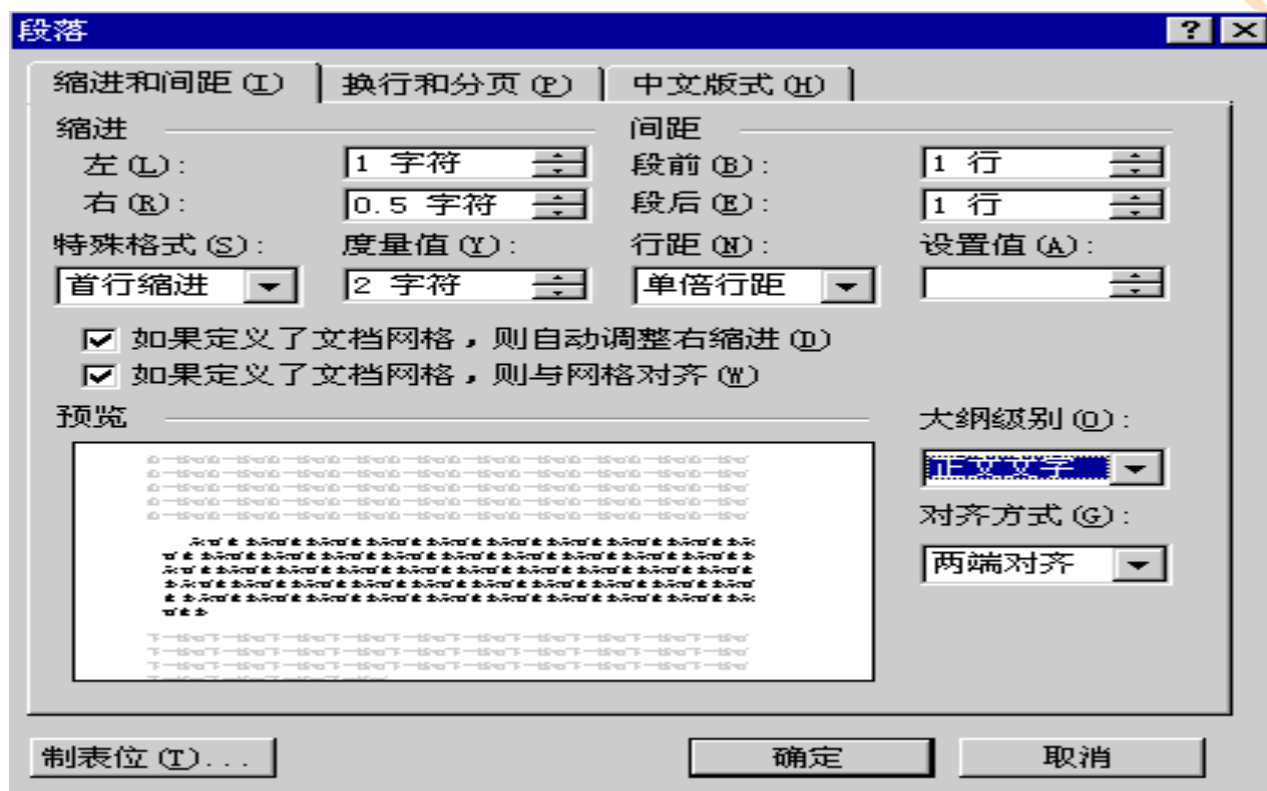 段落
缩进和间距(I) 换行和分页(P) 中文版式(H)
缩进 间距
左(L): 1 字符 段前(B): 1 行
右(R): 0.5 字符 段后(E): 1 行
特殊格式(S): 度量值(Y): 行距(N): 设置值(A):
首行缩进 2 字符 单倍行距
如果定义了文档网格，则自动调整右缩进(D)
如果定义了文档网格，则与网格对齐(W)
预览 大纲级别(O):
正文文字
对齐方式(G):
两端对齐
制表位(T)... 确定 取消